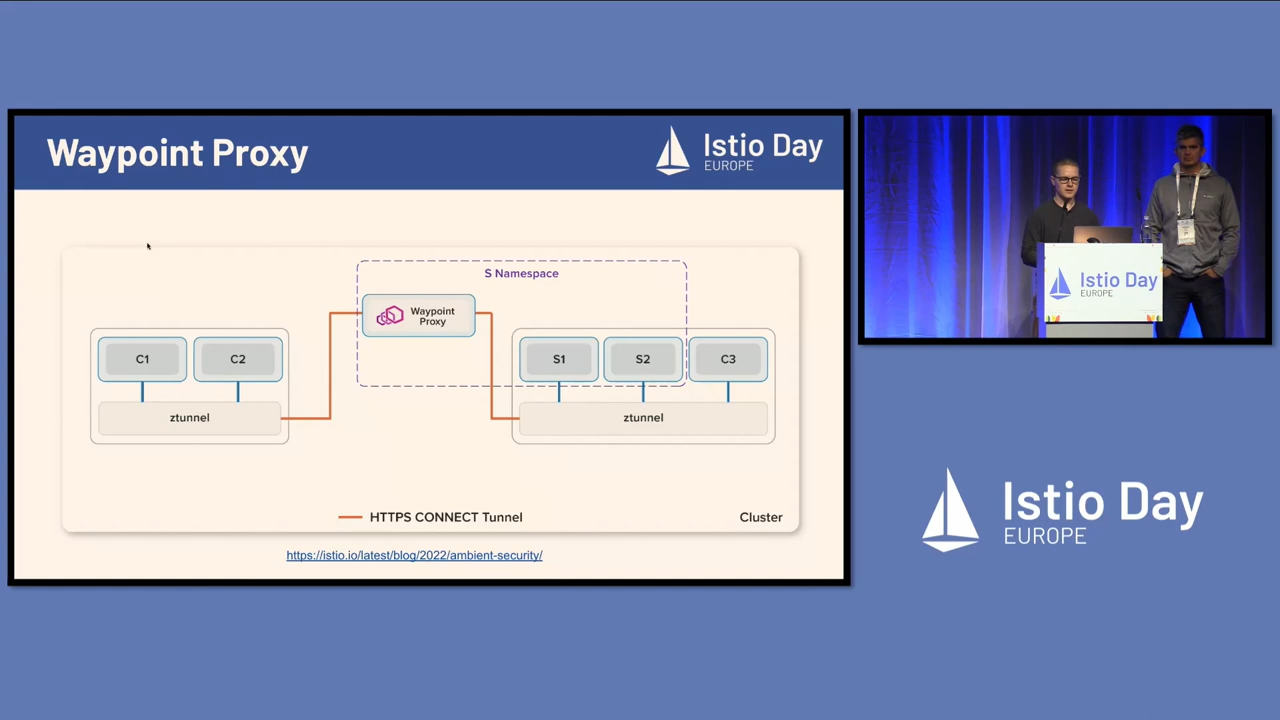 Waypoint Proxy
Istio Day
EUROPE
S Namespace
Waypoint
Proxy
C1
C2
S1
S2
C3
ztunnel
ztunnel
HTTPS CONNECT Tunnel
Cluster
https://istio.io/latest/blog/2022/ambient-security/
Istio Day
EUROPE
Istio Day
EUROPE